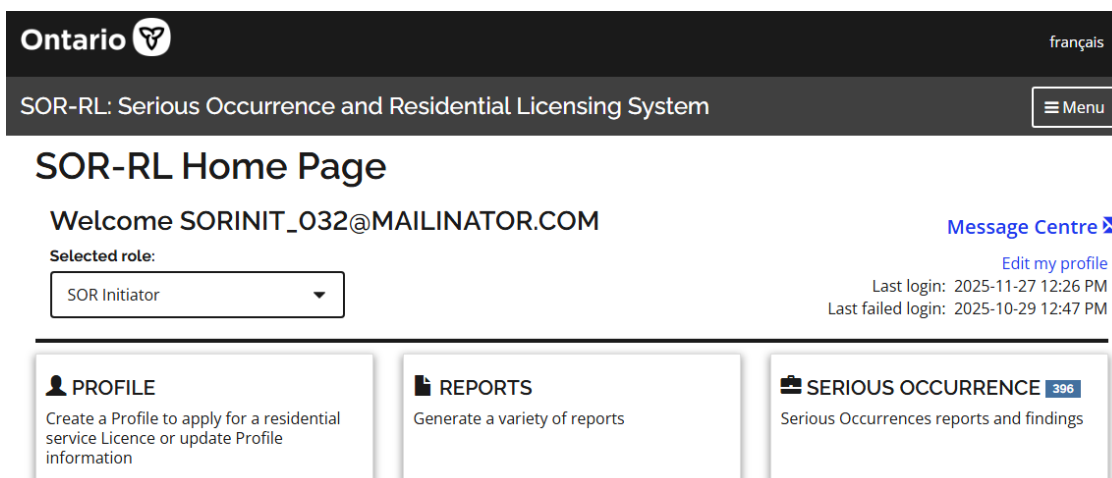 Ontario
français
SOR-RL: Serious Occurrence and Residential Licensing System
Menu
SOR-RL Home Page
Welcome SORINIT_032@MAILINATOR.COM
Message Centre
Selected role:
Edit my profile
SOR Initiator
Last login: 2025-11-27 12:26 PM
Last failed login: 2025-10-29 12:47 PM
PROFILE
Create a Profile to apply for a residential
service Licence or update Profile
information
REPORTS
Generate a variety of reports
SERIOUS OCCURRENCE 396
Serious Occurrences reports and findings